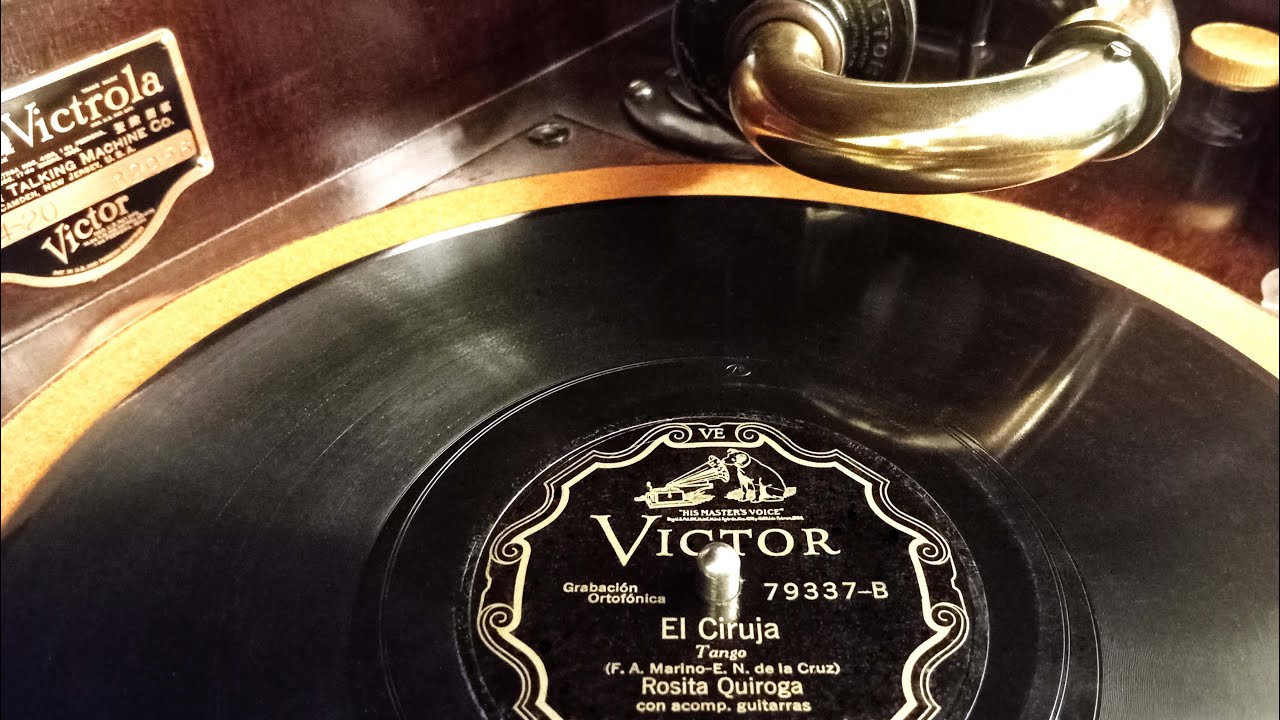 Victrola
TALKING MACHINE CO.
CAMDEN, NEW JERSEY, U.S.A.
Victor
VE
"HIS MASTER'S VOICE"
VICTOR
Grabación
Ortofónica
79337-B
El Ciruja
Tango
(F. A. Marino-E. N. de la Cruz)
Rosita Quiroga
con acomp. guitarras